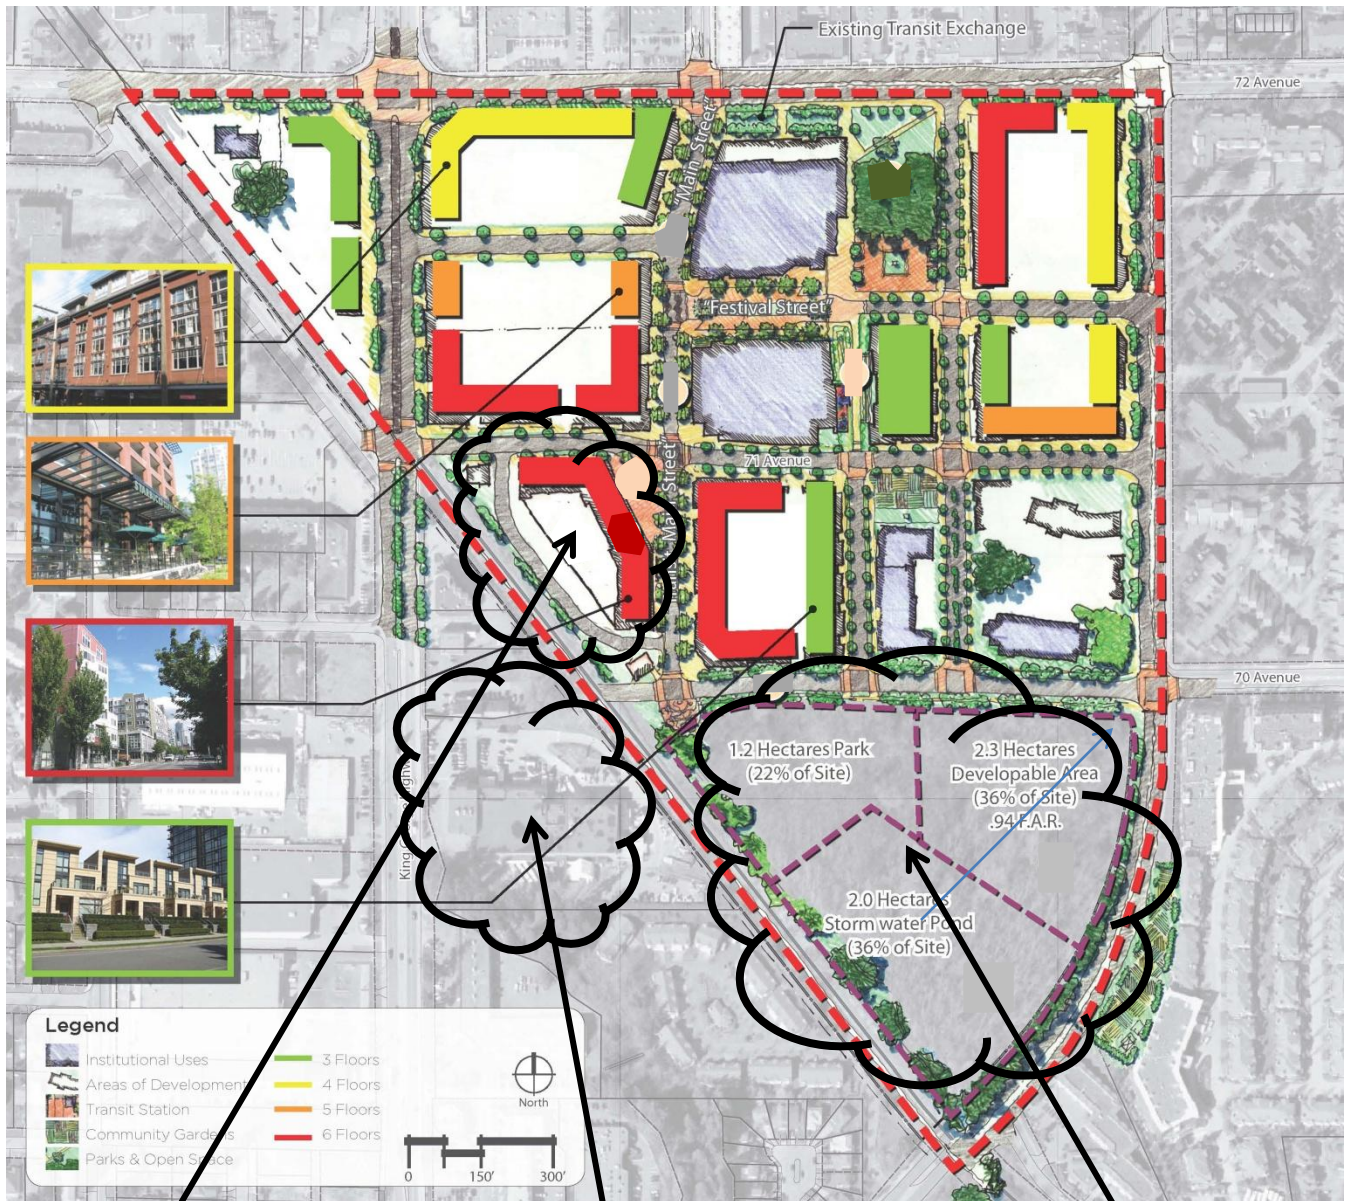 Existing Transit Exchange
72 Avenue
"Main Street"
"Festival Street"
71 Avenue
Main Street
70 Avenue
1.2 Hectares Park
(22% of Site)
2.3 Hectares
Developable Area
(36% of Site)
.94 F.A.R.
King
2.0 Hectares
Storm water Pond
(36% of Site)
Legend
Institutional Uses
Areas of Development
Transit Station
Community Gardens
Parks & Open Space
3 Floors
4 Floors
5 Floors
6 Floors
North
0 150' 300'